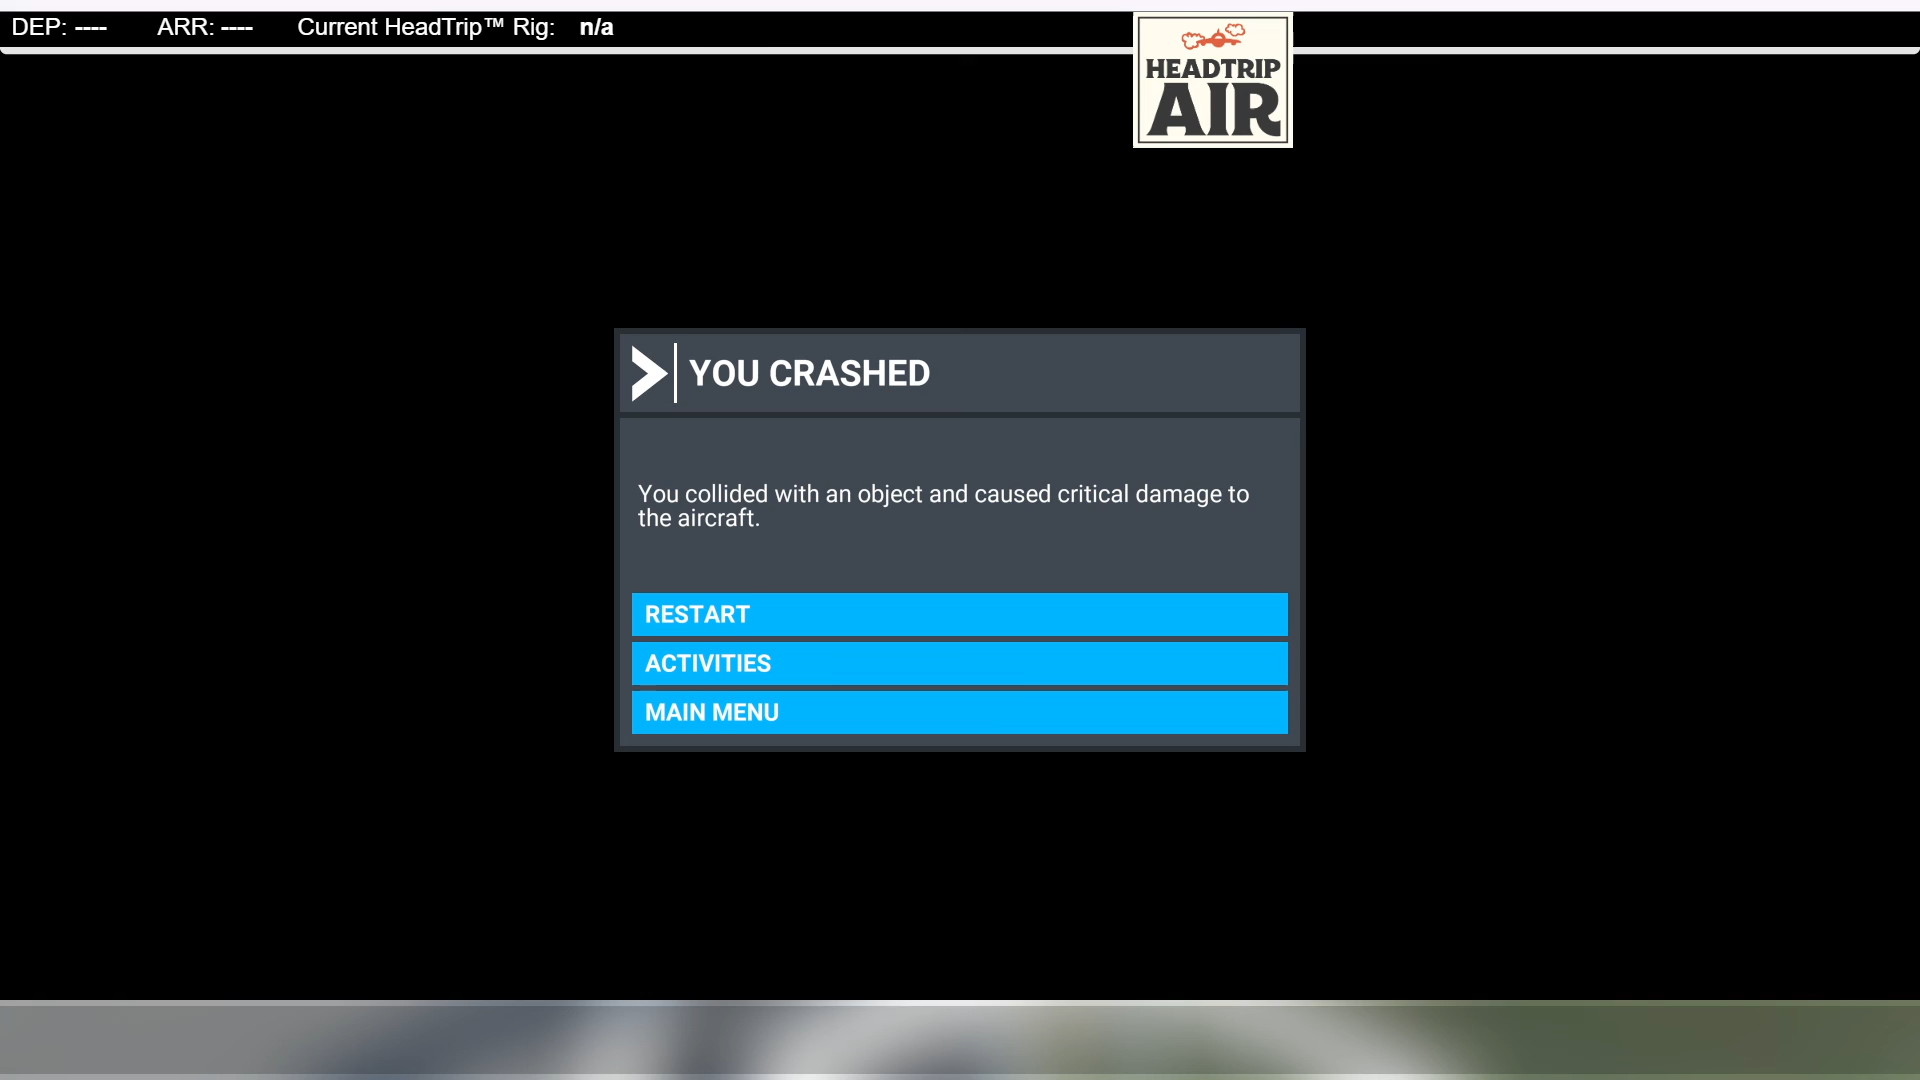 DEP: ---- ARR: ---- Current HeadTrip™ Rig: n/a
HEADTRIP
AIR
YOU CRASHED
You collided with an object and caused critical damage to
the aircraft.
RESTART
ACTIVITIES
MAIN MENU